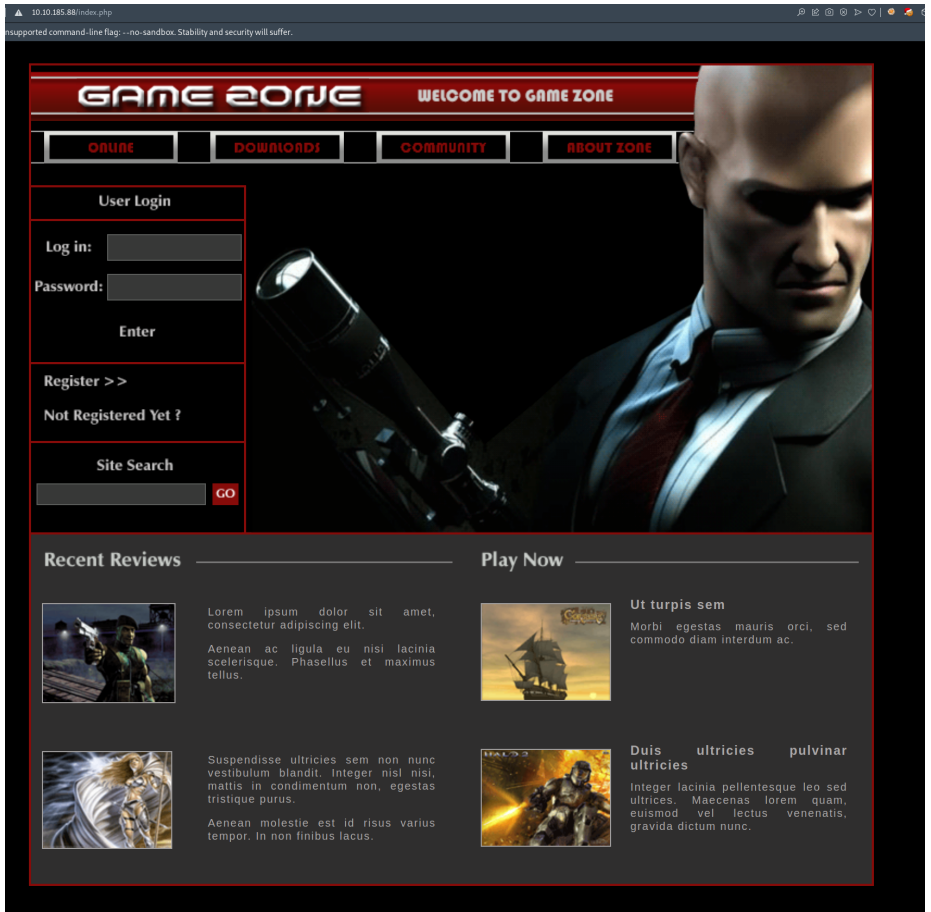 10.10.185.88/index.php
nsupported command-line flag: --no-sandbox. Stability and security will suffer.
GAME ZONE
WELCOME TO GAME ZONE
ONLINE
DOWNLOADS
COMMUNITY
ABOUT ZONE
User Login
Log in:
Password:
Enter
Register >>
Not Registered Yet ?
Site Search
GO
Recent Reviews
Lorem ipsum dolor sit amet,
consectetur adipiscing elit.
Aenean ac ligula eu nisi lacinia
scelerisque. Phasellus et maximus
tellus.
Suspendisse ultricies sem non nunc
vestibulum blandit. Integer nisl nisi,
mattis in condimentum non, egestas
tristique purus.
Aenean molestie est id risus varius
tempor. In non finibus lacus.
Play Now
Ut turpis sem
Morbi egestas mauris orci, sed
commodo diam interdum ac.
HALO 2
Duis ultricies pulvinar
ultricies
Integer lacinia pellentesque leo sed
ultrices. Maecenas lorem quam,
euismod vel lectus venenatis,
gravida dictum nunc.